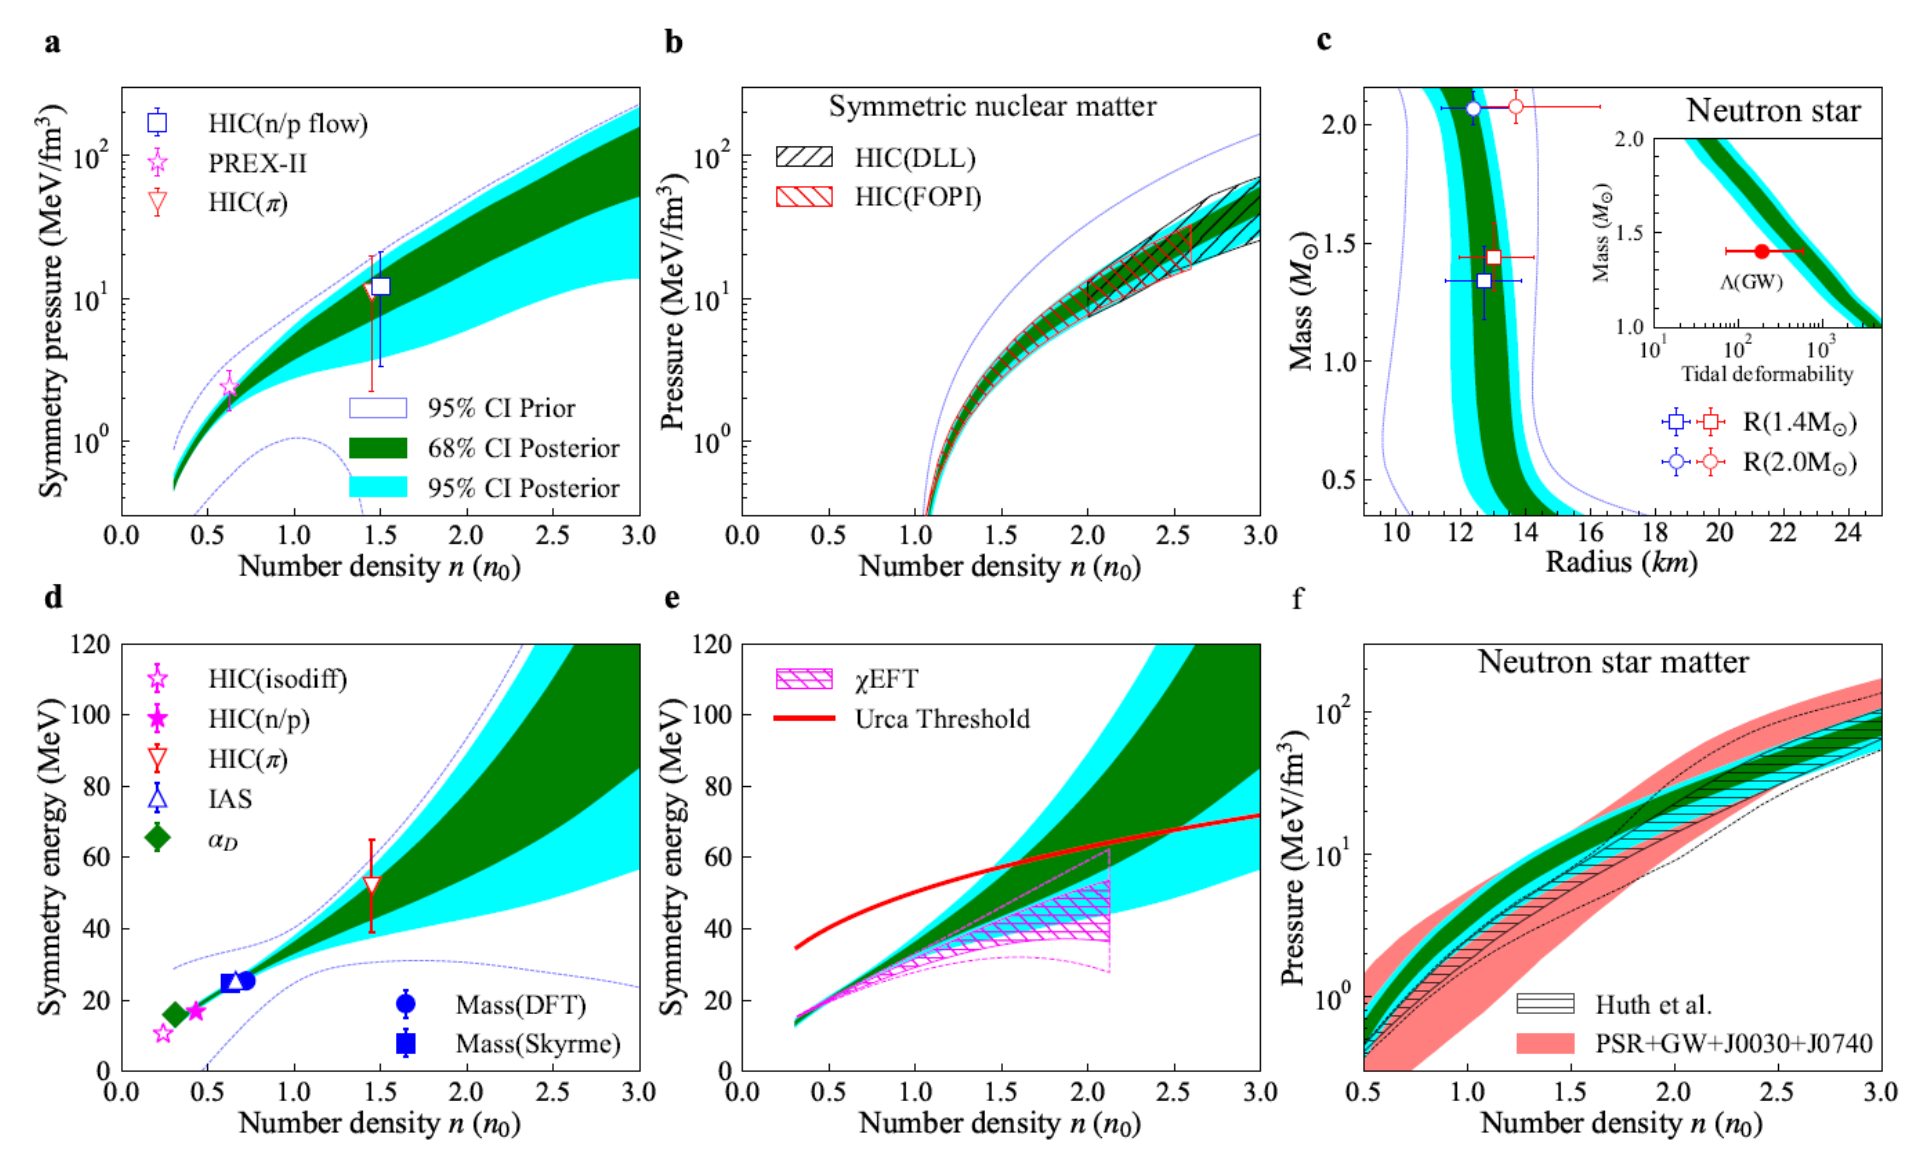 a
Symmetry pressure (MeV/fm³)
10²
10¹
10⁰
HIC(n/p flow)
PREX-II
HIC(π)
95% CI Prior
68% CI Posterior
95% CI Posterior
0.0 0.5 1.0 1.5 2.0 2.5 3.0
Number density n (n₀)
b
Pressure (MeV/fm³)
10²
10¹
10⁰
Symmetric nuclear matter
HIC(DLL)
HIC(FOPI)
0.0 0.5 1.0 1.5 2.0 2.5 3.0
Number density n (n₀)
c
Mass (M⊙)
2.0
1.5
1.0
0.5
Neutron star
Mass (M⊙)
2.0
1.5
1.0
Λ(GW)
10¹ 10² 10³
Tidal deformability
R(1.4M⊙)
R(2.0M⊙)
10 12 14 16 18 20 22 24
Radius (km)
d
Symmetry energy (MeV)
120
100
80
60
40
20
0
HIC(isodiff)
HIC(n/p)
HIC(π)
IAS
α_D
Mass(DFT)
Mass(Skyrme)
0.0 0.5 1.0 1.5 2.0 2.5 3.0
Number density n (n₀)
e
Symmetry energy (MeV)
120
100
80
60
40
20
0
χEFT
Urca Threshold
0.0 0.5 1.0 1.5 2.0 2.5 3.0
Number density n (n₀)
f
Pressure (MeV/fm³)
10²
10¹
10⁰
Neutron star matter
Huth et al.
PSR+GW+J0030+J0740
0.5 1.0 1.5 2.0 2.5 3.0
Number density n (n₀)